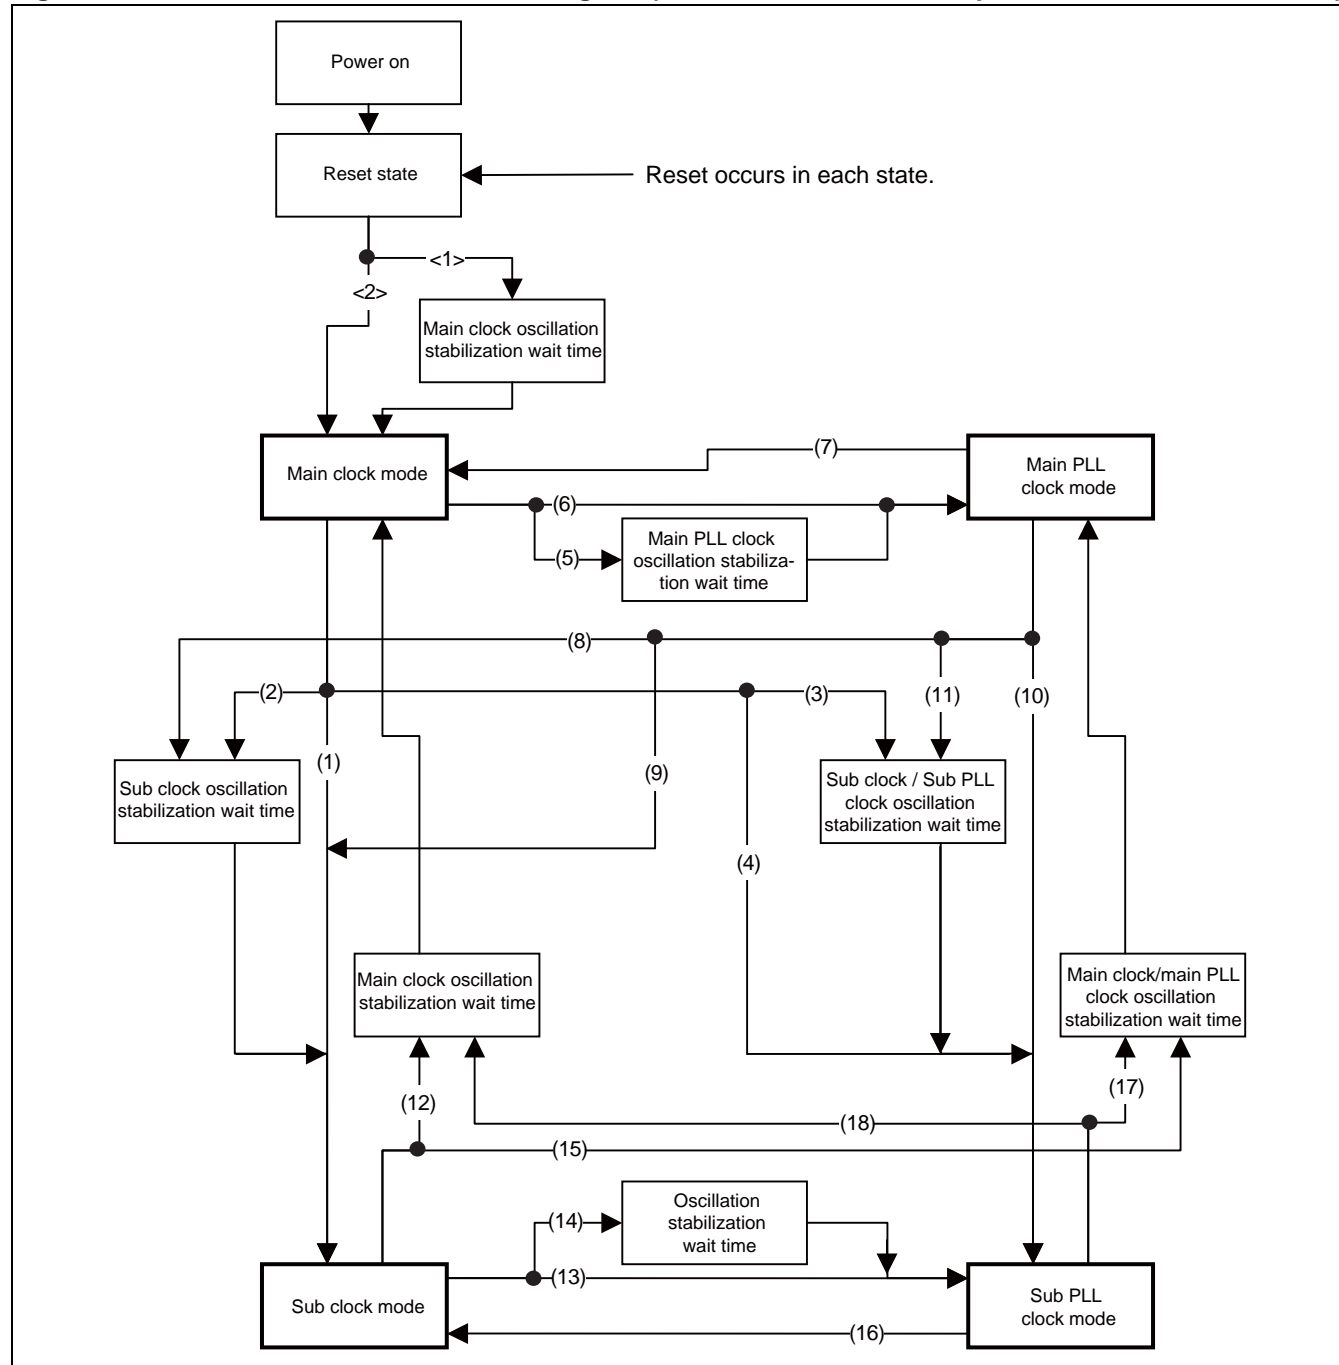 Power on
Reset state
Reset occurs in each state.
<1>
<2>
Main clock oscillation
stabilization wait time
Main clock mode
(7)
Main PLL
clock mode
(6)
(5)
Main PLL clock
oscillation stabiliza-
tion wait time
(8)
(2)
(3)
(11)
(10)
(1)
(9)
Sub clock oscillation
stabilization wait time
Sub clock / Sub PLL
clock oscillation
stabilization wait time
(4)
Main clock oscillation
stabilization wait time
Main clock/main PLL
clock oscillation
stabilization wait time
(12)
(17)
(18)
(15)
Oscillation
stabilization
wait time
(14)
(13)
Sub clock mode
Sub PLL
clock mode
(16)